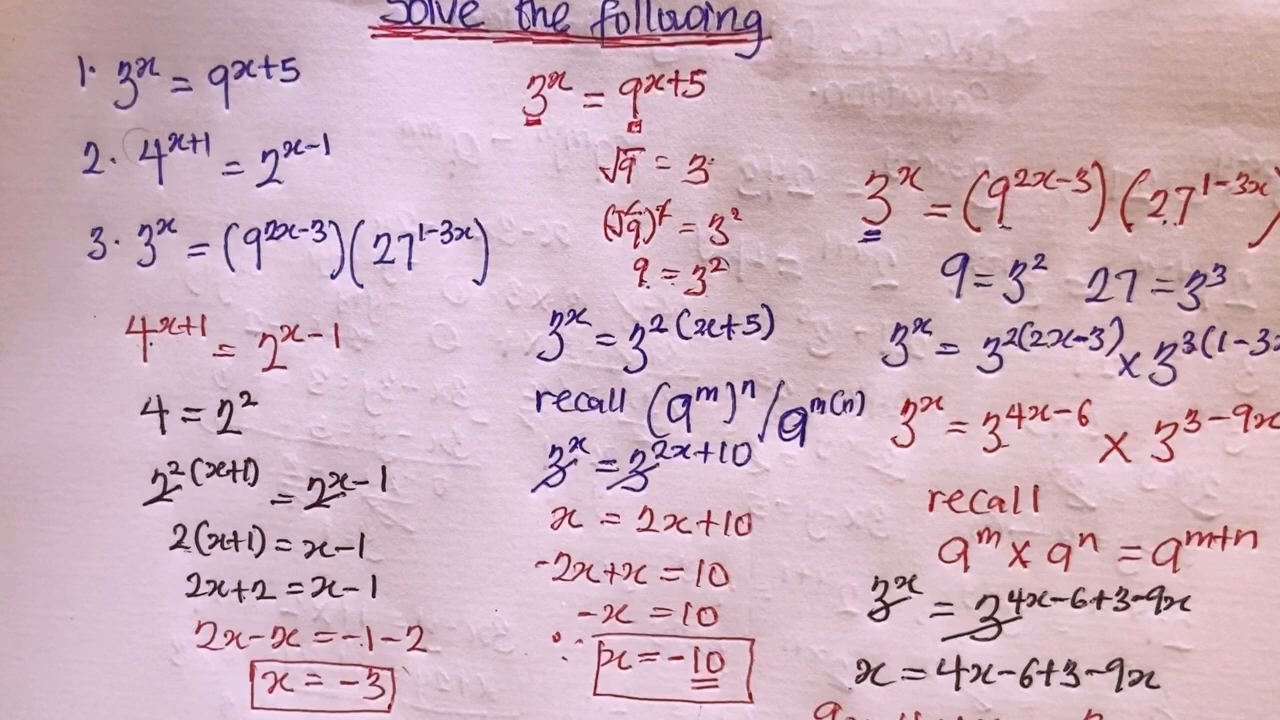 Solve the following
1. 3^x = 9^{x+5}
2. 4^{x+1} = 2^{x-1}
3. 3^x = (9^{2x-3})(27^{1-3x})
4^{x+1} = 2^{x-1}
4 = 2^2
2^{2(x+1)} = 2^{x-1}
2(x+1) = x-1
2x+2 = x-1
2x-x = -1-2
x = -3
3^x = 9^{x+5}
√9 = 3
(√9)^2 = 3^2
9 = 3^2
3^x = 3^{2(x+5)}
recall (a^m)^n / a^{m(n)}
3^x = 3^{2x+10}
x = 2x+10
-2x+x = 10
-x = 10
∴ x = -10
3^x = (9^{2x-3})(27^{1-3x})
9 = 3^2 27 = 3^3
3^x = 3^{2(2x-3)} x 3^{3(1-3x
3^x = 3^{4x-6} x 3^{3-9x}
recall
a^m x a^n = a^{m+n}
3^x = 3^{4x-6+3-9x}
x = 4x-6+3-9x